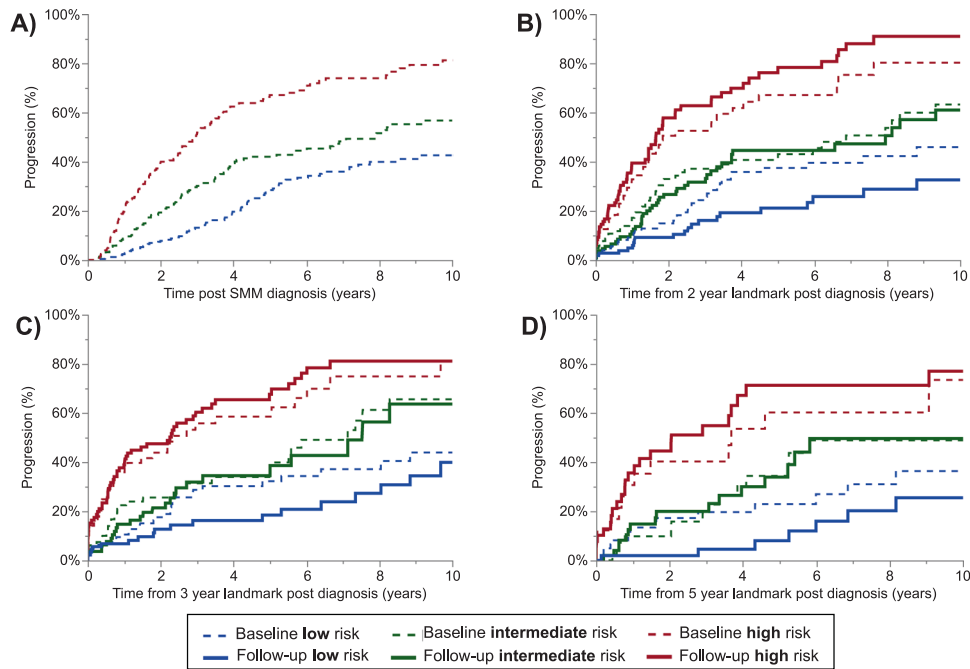 A)
100%
80%
60%
40%
20%
0%
Progression (%)
0 2 4 6 8 10
Time post SMM diagnosis (years)
B)
100%
80%
60%
40%
20%
0%
Progression (%)
0 2 4 6 8 10
Time from 2 year landmark post diagnosis (years)
C)
100%
80%
60%
40%
20%
0%
Progression (%)
0 2 4 6 8 10
Time from 3 year landmark post diagnosis (years)
D)
100%
80%
60%
40%
20%
0%
Progression (%)
0 2 4 6 8 10
Time from 5 year landmark post diagnosis (years)
Baseline low risk Baseline intermediate risk Baseline high risk
Follow-up low risk Follow-up intermediate risk Follow-up high risk